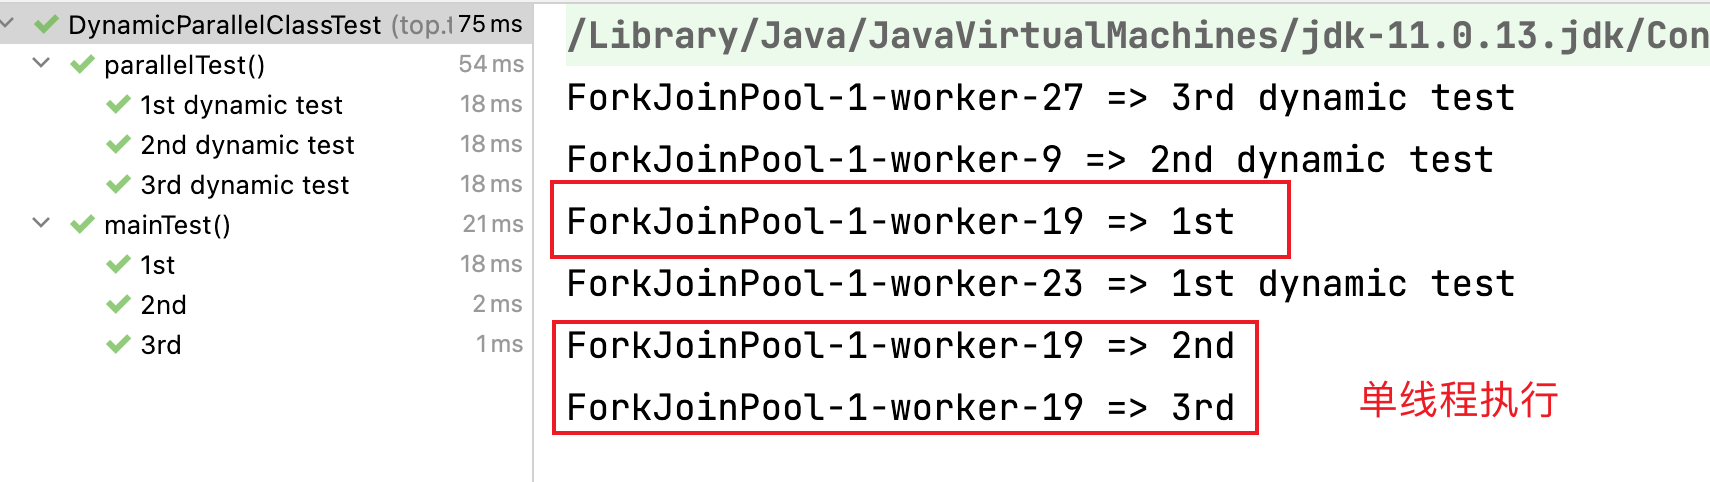 DynamicParallelClassTest (top.t 75 ms
parallelTest() 54 ms
1st dynamic test 18 ms
2nd dynamic test 18 ms
3rd dynamic test 18 ms
mainTest() 21 ms
1st 18 ms
2nd 2 ms
3rd 1 ms
/Library/Java/JavaVirtualMachines/jdk-11.0.13.jdk/Con
ForkJoinPool-1-worker-27 => 3rd dynamic test
ForkJoinPool-1-worker-9 => 2nd dynamic test
ForkJoinPool-1-worker-19 => 1st
ForkJoinPool-1-worker-23 => 1st dynamic test
ForkJoinPool-1-worker-19 => 2nd
ForkJoinPool-1-worker-19 => 3rd
单线程执行